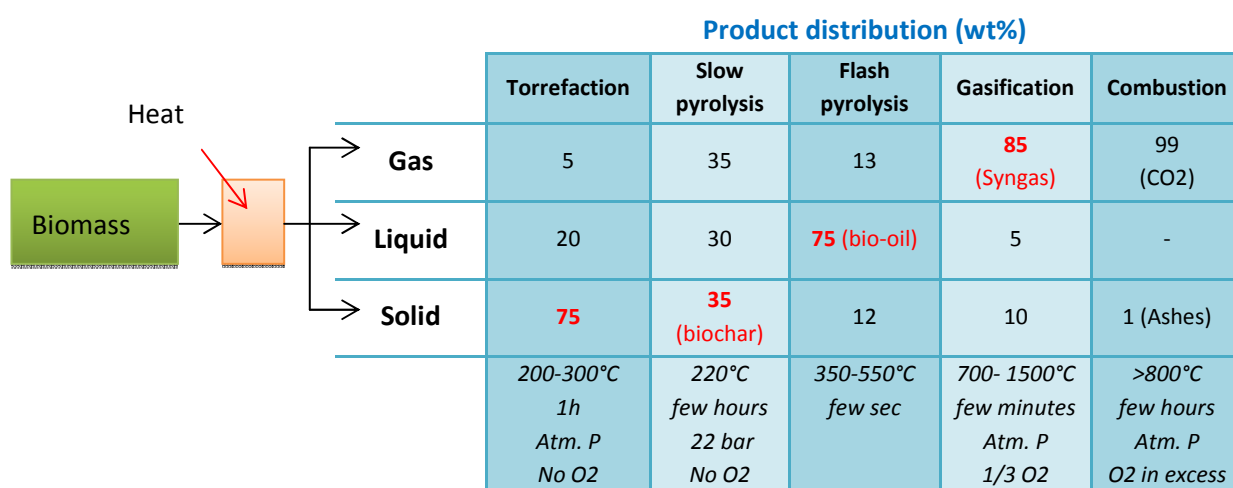 Product distribution (wt%)
Torrefaction
Slow
pyrolysis
Flash
pyrolysis
Gasification
Combustion
Heat
Biomass
Gas
5
35
13
85
(Syngas)
99
(CO2)
Liquid
20
30
75 (bio-oil)
5
-
Solid
75
35
(biochar)
12
10
1 (Ashes)
200-300°C
1h
Atm. P
No O2
220°C
few hours
22 bar
No O2
350-550°C
few sec
700- 1500°C
few minutes
Atm. P
1/3 O2
>800°C
few hours
Atm. P
O2 in excess